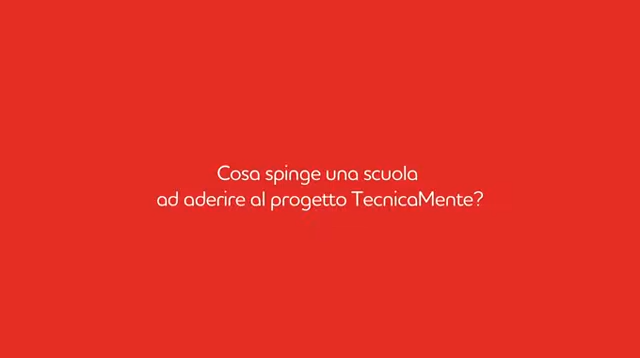 Cosa spinge una scuola
ad aderire al progetto TecnicaMente?